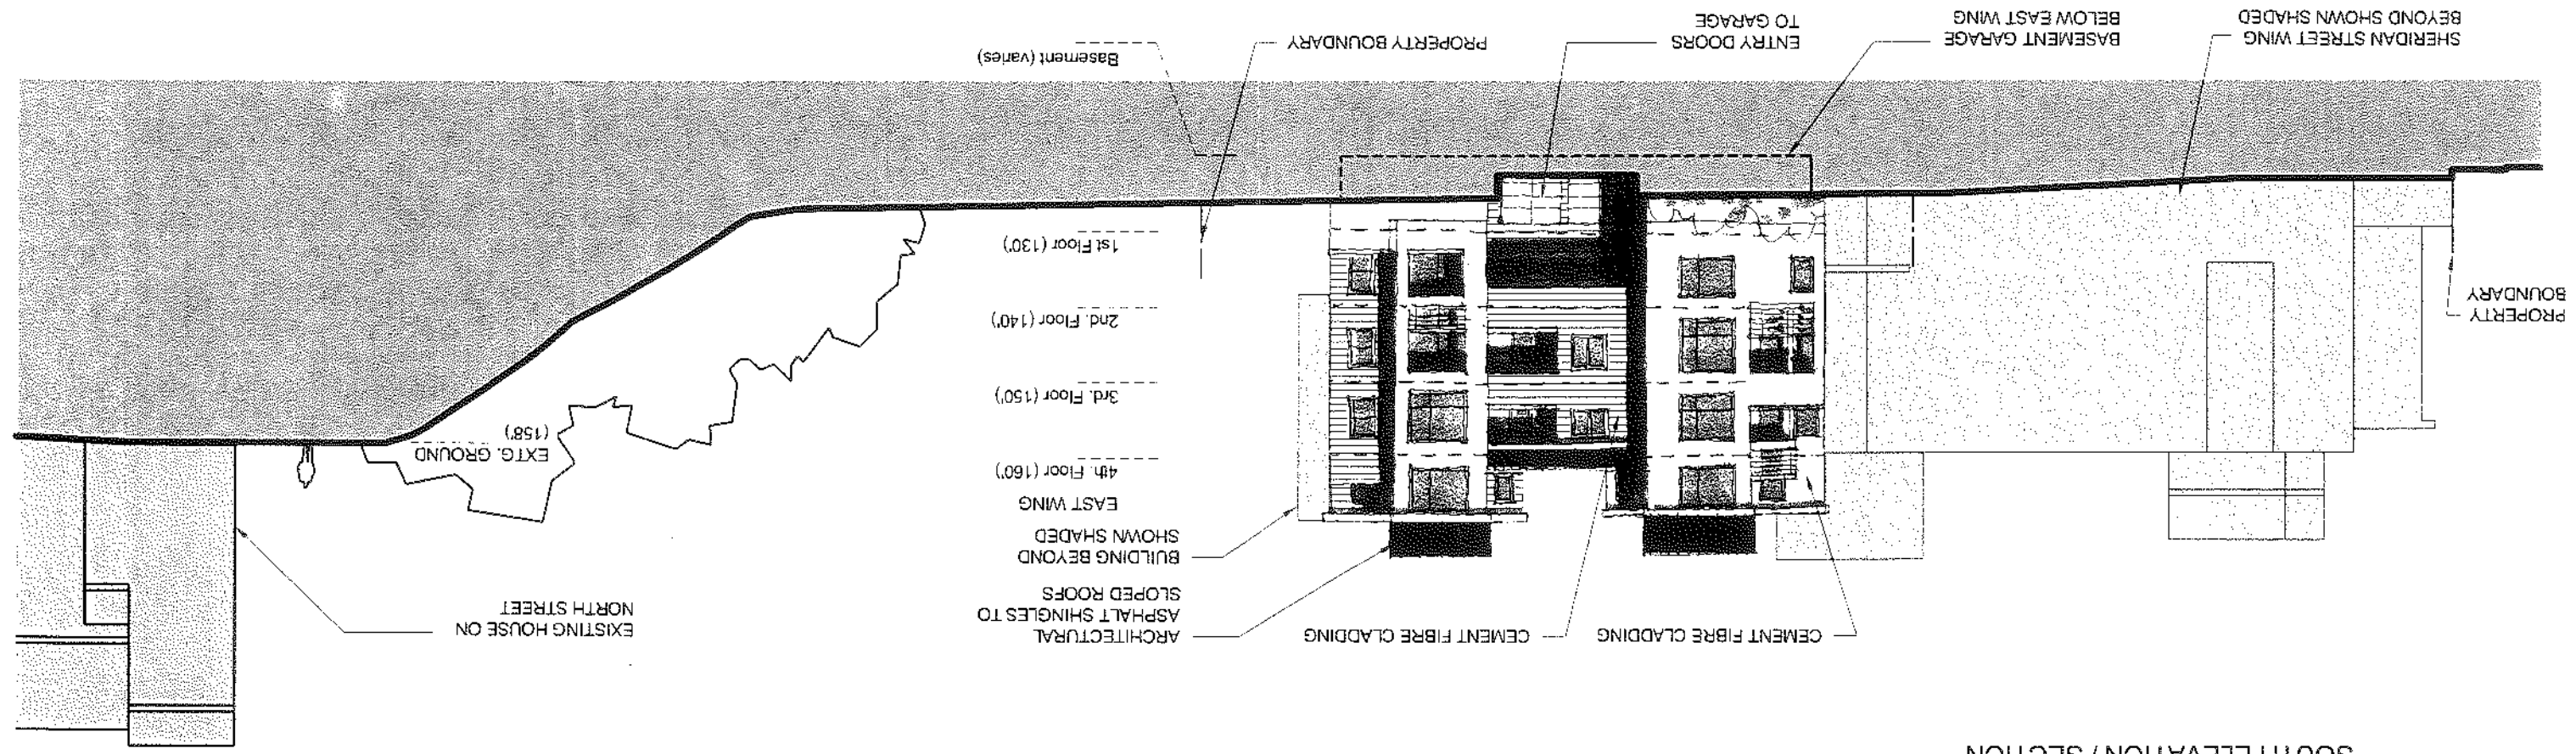 SOUTH ELEVATION / SECTION
CEMENT FIBRE CLADDING
CEMENT FIBRE CLADDING
ARCHITECTURAL
ASPHALT SHINGLES TO
SLOPED ROOFS
EXISTING HOUSE ON
NORTH STREET
BUILDING BEYOND
SHOWN SHADED
EAST WING
4th. Floor (160')
EXTG. GROUND
(158')
3rd. Floor (150')
2nd. Floor (140')
1st Floor (130')
PROPERTY
BOUNDARY
SHERIDAN STREET WING
BEYOND SHOWN SHADED
BASEMENT GARAGE
BELOW EAST WING
ENTRY DOORS
TO GARAGE
PROPERTY BOUNDARY
Basement (varies)